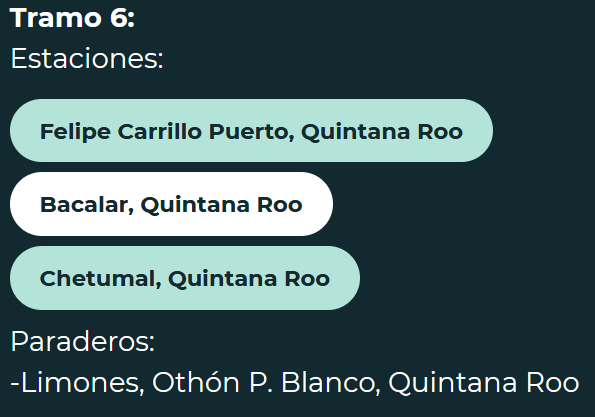 Tramo 6:
Estaciones:
Felipe Carrillo Puerto, Quintana Roo
Bacalar, Quintana Roo
Chetumal, Quintana Roo
Paraderos:
-Limones, Othón P. Blanco, Quintana Roo